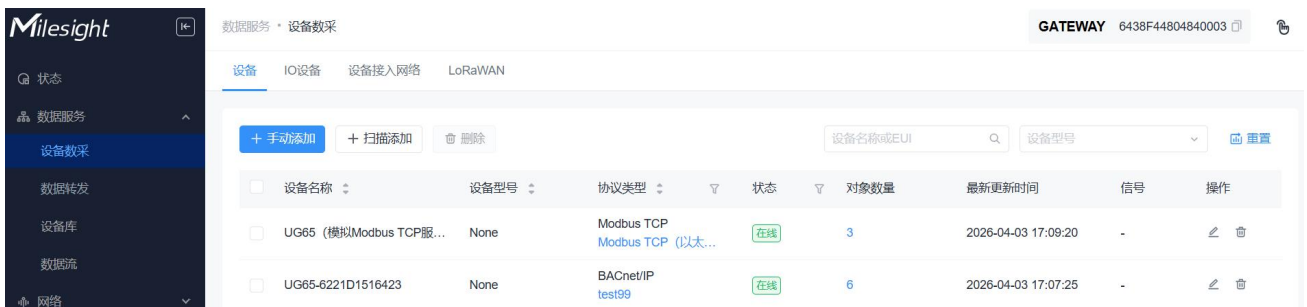 Milesight
数据服务 • 设备数采
GATEWAY 6438F44804840003
状态
数据服务
设备数采
数据转发
设备库
数据流
网络
设备 IO设备 设备接入网络 LoRaWAN
+ 手动添加 + 扫描添加 删除 设备名称或EUI 设备型号 重置
设备名称 设备型号 协议类型 状态 对象数量 最新更新时间 信号 操作
UG65（模拟Modbus TCP服... None Modbus TCP 在线 3 2026-04-03 17:09:20 -
Modbus TCP（以太...
UG65-6221D1516423 None BACnet/IP 在线 6 2026-04-03 17:07:25 -
test99